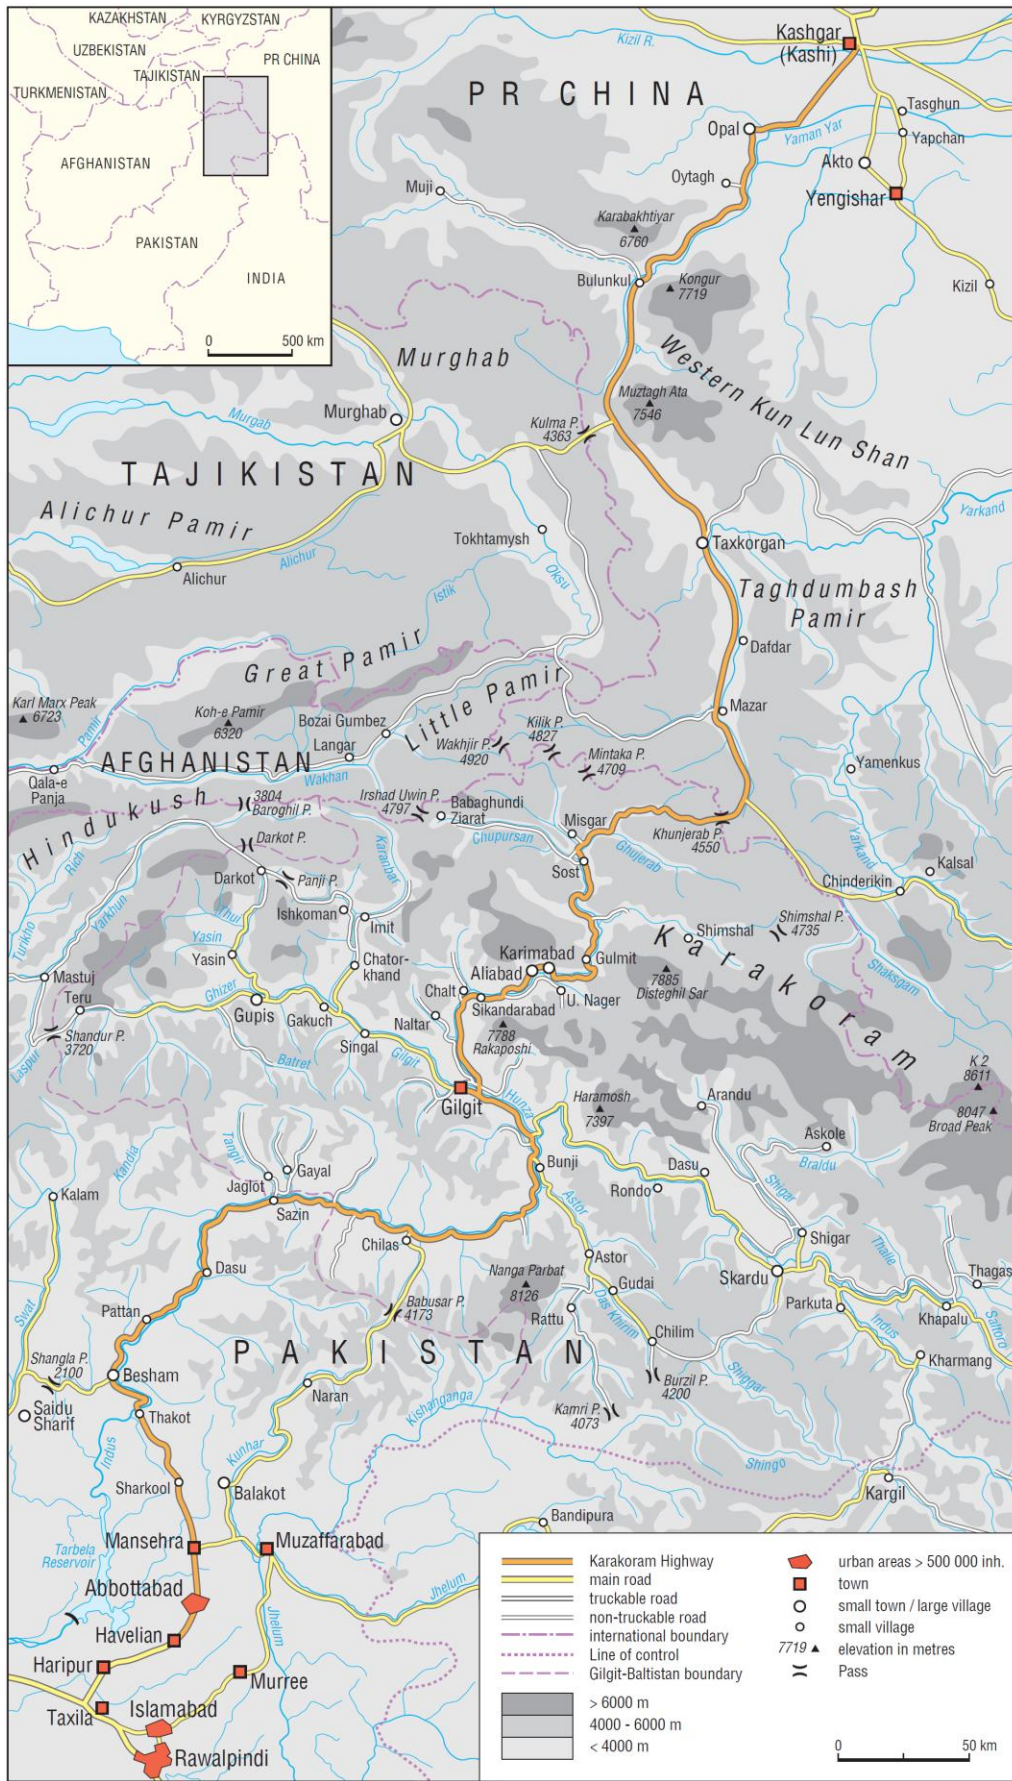 KAZAKHSTAN
KYRGYZSTAN
UZBEKISTAN
PR CHINA
TAJIKISTAN
TURKMENISTAN
AFGHANISTAN
PAKISTAN
INDIA
0 500 km
Kizil R.
Kashgar
(Kashi)
PR CHINA
Tasghun
Opal
Yaman Yar
Yapchan
Akto
Oytagh
Muji
Yengishar
Karabakhtiyar
6760
Bulunkul
Kongur
7719
Kizil
Murghab
Western Kun Lun Shan
Muztagh Ata
7546
Murghab
Murgab
Kulma P.
4363
TAJIKISTAN
Alichur Pamir
Yarkand
Tokhtamysh
Taxkorgan
Alichur
Alichur
Oksu
Istik
Taghdumbash
Pamir
Dafdar
Great Pamir
Little Pamir
Karl Marx Peak
6723
Pamir
Koh-e Pamir
6320
Bozai Gumbez
Mazar
Kilik P.
4827
Langar
Wakhjir P.
4920
Mintaka P.
4709
AFGHANISTAN
Yamenkus
Qala-e
Panja
Wakhan
Hindukush
3804
Baroghil P.
Irshad Uwin P.
4797
Babaghundi
Ziarat
Misgar
Khunjerab P.
4550
Chupursan
Ghujerab
Yarkand
Darkot P.
Karanbar
Sost
Kalsal
Rich
Darkot
Panji P.
Chinderikin
Yarkhun
Thur
Ishkoman
Imit
Turikho
Shimshal
Shimshal P.
4735
Yasin
Yasin
Karakoram
Karimabad
Gulmit
Mastuj
Chator-
khand
Aliabad
7885
Disteghil Sar
Shaksgam
Teru
Ghizer
Chalt
Sikandarabad
U. Nager
Gupis
Gakuch
Naltar
7788
Rakaposhi
Laspur
Shandur P.
3720
Singal
Batret
Gilgit
K 2
8611
Gilgit
Hunza
Haramosh
7397
Arandu
8047
Broad Peak
Askole
Kandia
Tangir
Gayal
Bunji
Dasu
Braldu
Jaglot
Rondo
Shigar
Kalam
Astor
Sazin
Chilas
Shigar
Thalle
Astor
Dasu
Nanga Parbat
8126
Gudai
Skardu
Thagas
Swat
Babusar P.
4173
Rattu
Das Khirim
Parkuta
Khapalu
Pattan
Indus
Saltoro
PAKISTAN
Chilim
Shangla P.
2100
Kharmang
Besham
Burzil P.
4200
Shiggar
Naran
Saidu
Sharif
Thakot
Kishanganga
Kamri P.
4073
Indus
Kunhar
Shingo
Sharkool
Balakot
Kargil
Bandipura
Mansehra
Muzaffarabad
Tarbela
Reservoir
Abbottabad
Jhelum
Jhelum
Havelian
Haripur
Murree
Taxila
Islamabad
Rawalpindi
Karakoram Highway
main road
truckable road
non-truckable road
international boundary
Line of control
Gilgit-Baltistan boundary
> 6000 m
4000 - 6000 m
< 4000 m
urban areas > 500 000 inh.
town
small town / large village
small village
7719 elevation in metres
Pass
0 50 km